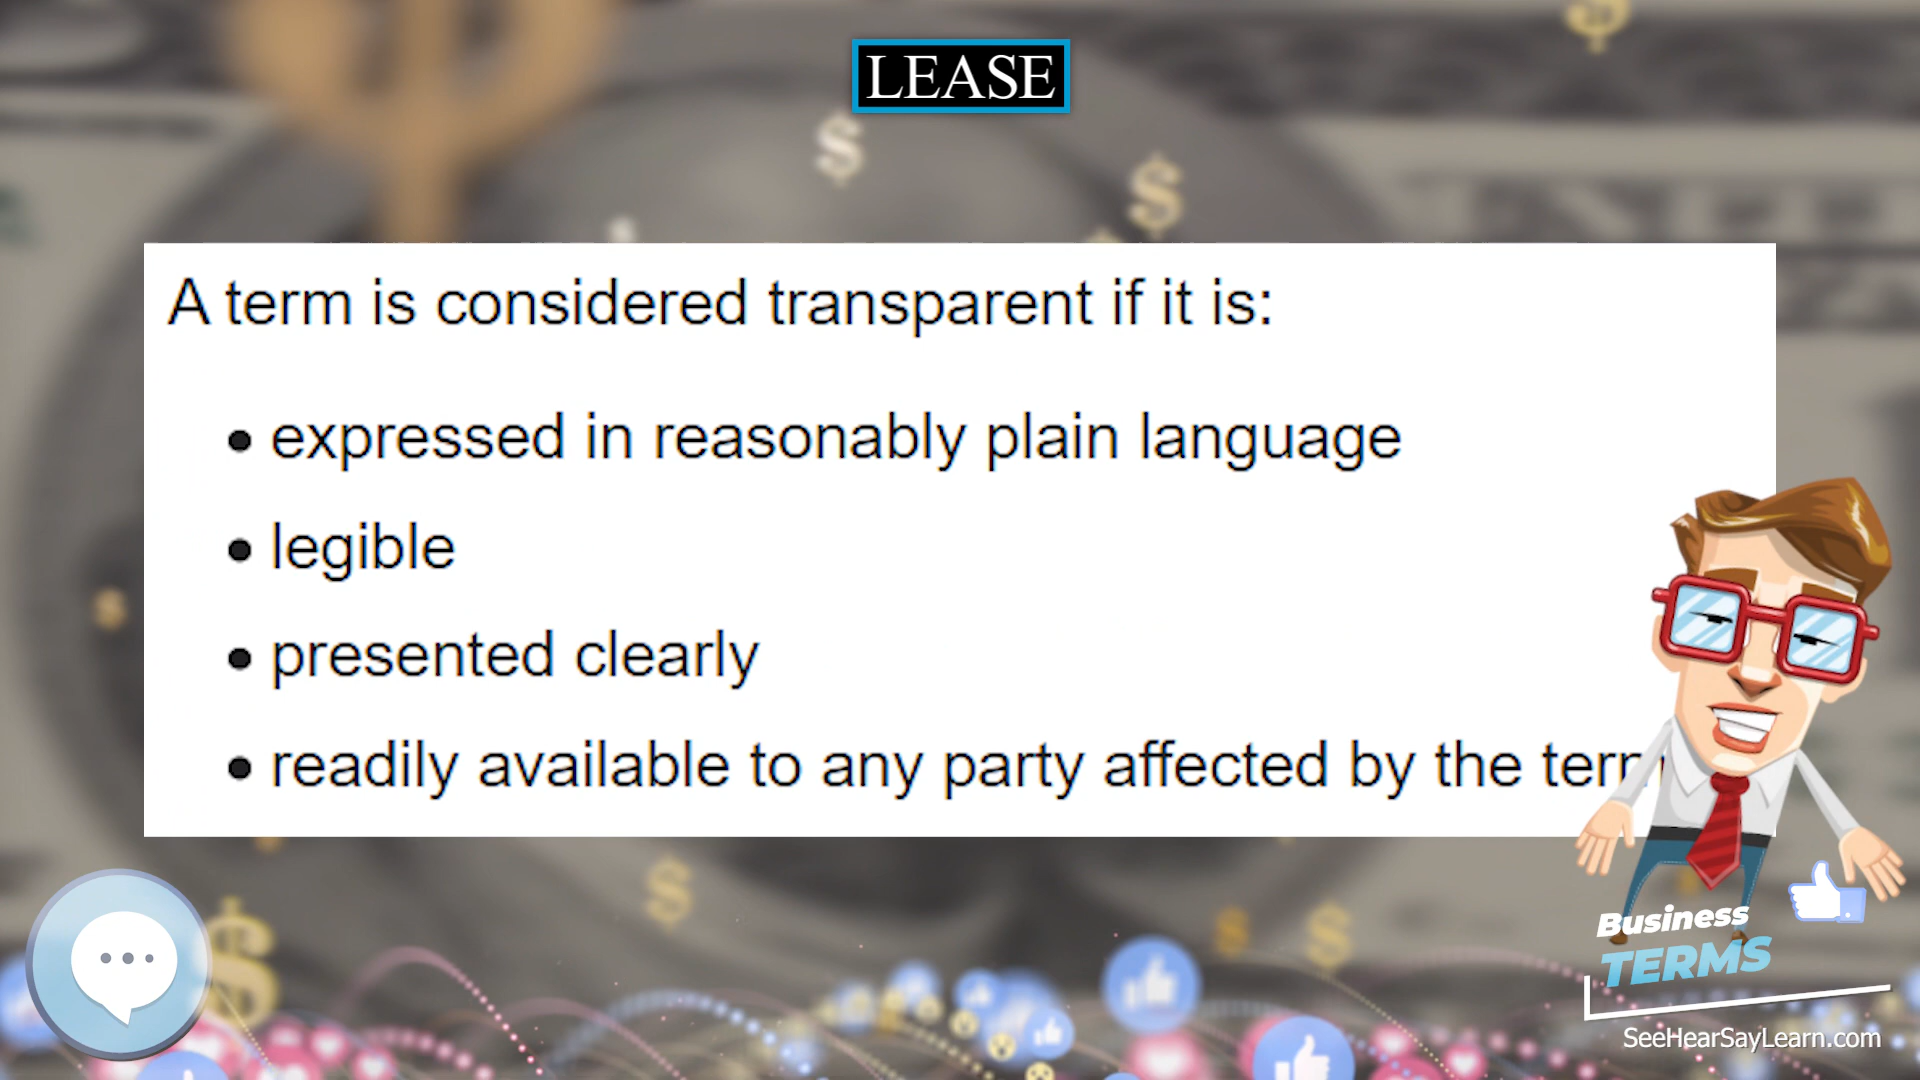 LEASE
A term is considered transparent if it is:
• expressed in reasonably plain language
• legible
• presented clearly
• readily available to any party affected by the term
Business
TERMS
SeeHearSayLearn.com